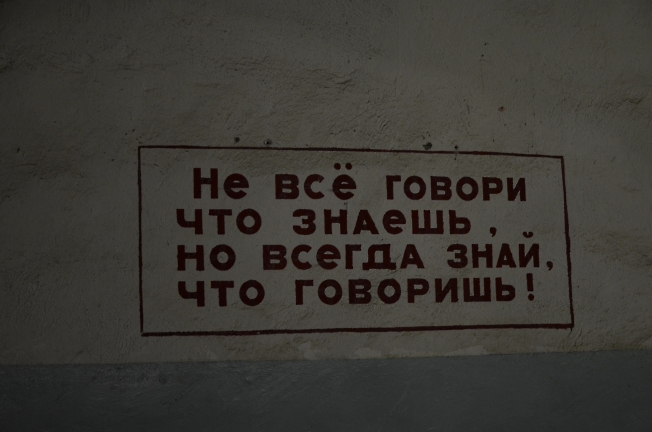 Не всё говори
что знаешь,
но всегда знай,
что говоришь!